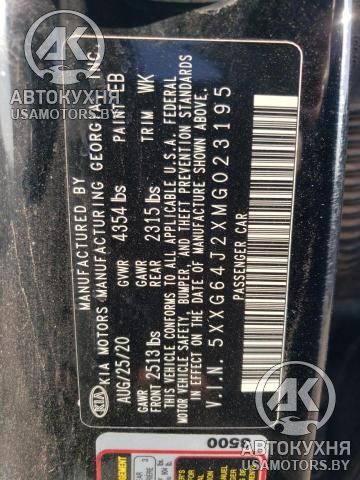 MANUFACTURED BY
KIA MOTORS MANUFACTURING GEORGIA, INC.
AUG/25/20 GVWR 4354 lbs PAINT EB
GAWR FRONT 2513 lbs GAWR REAR 2315 lbs TRIM WK
THIS VEHICLE CONFORMS TO ALL APPLICABLE U.S.A. FEDERAL
MOTOR VEHICLE SAFETY, BUMPER, AND THEFT PREVENTION
STANDARDS IN EFFECT ON THE DATE OF MANUFACTURE SHOWN ABOVE.
V.I.N. 5XXG64J2XMG023195
PASSENGER CAR
3500
АВТОКУХНЯ
USAMOTORS.BY
АВТОКУХНЯ
USAMOTORS.BY